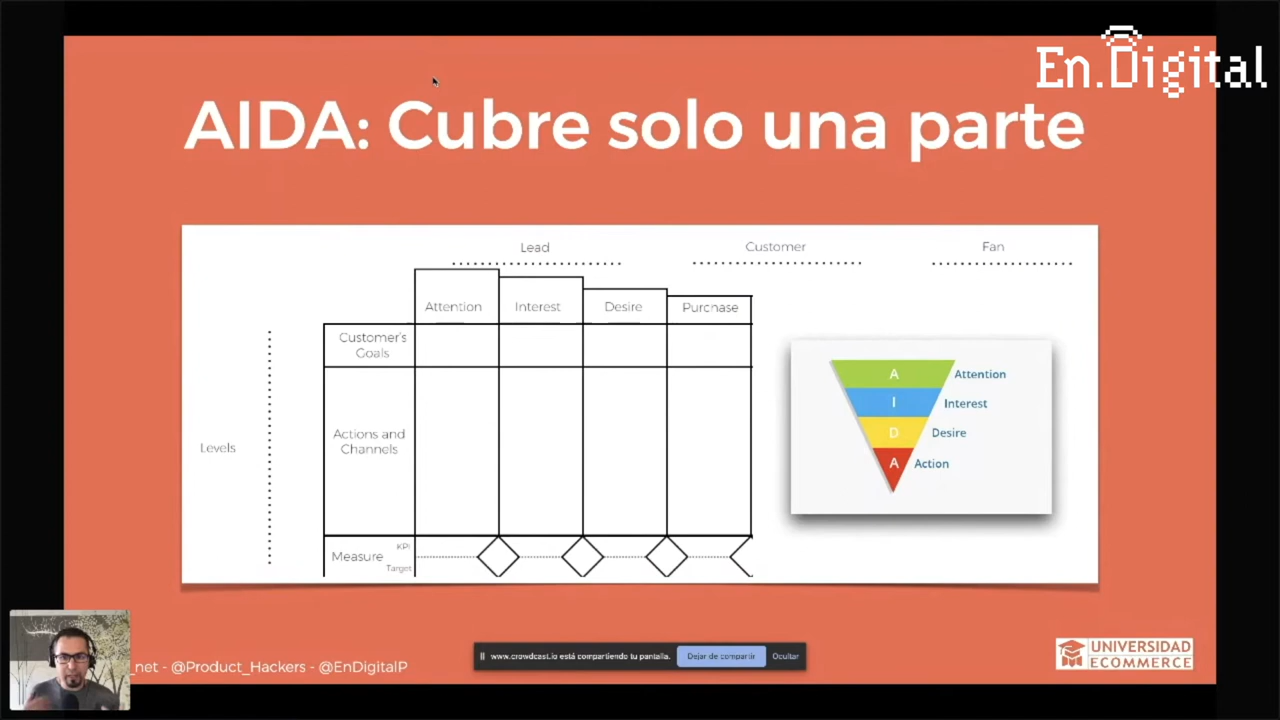 En.Digital
AIDA: Cubre solo una parte
Lead
Customer
Fan
Attention
Interest
Desire
Purchase
Customer's
Goals
Levels
Actions and
Channels
Measure
KPI
Target
A Attention
I Interest
D Desire
A Action
www.crowdcast.io está compartiendo tu pantalla. Dejar de compartir Ocultar
_net - @Product_Hackers - @EnDigitalP
UNIVERSIDAD
ECOMMERCE